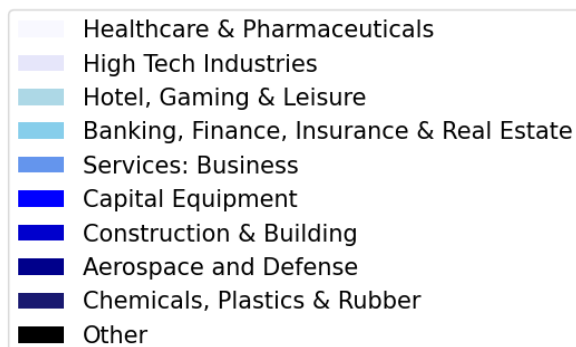 Healthcare & Pharmaceuticals
High Tech Industries
Hotel, Gaming & Leisure
Banking, Finance, Insurance & Real Estate
Services: Business
Capital Equipment
Construction & Building
Aerospace and Defense
Chemicals, Plastics & Rubber
Other